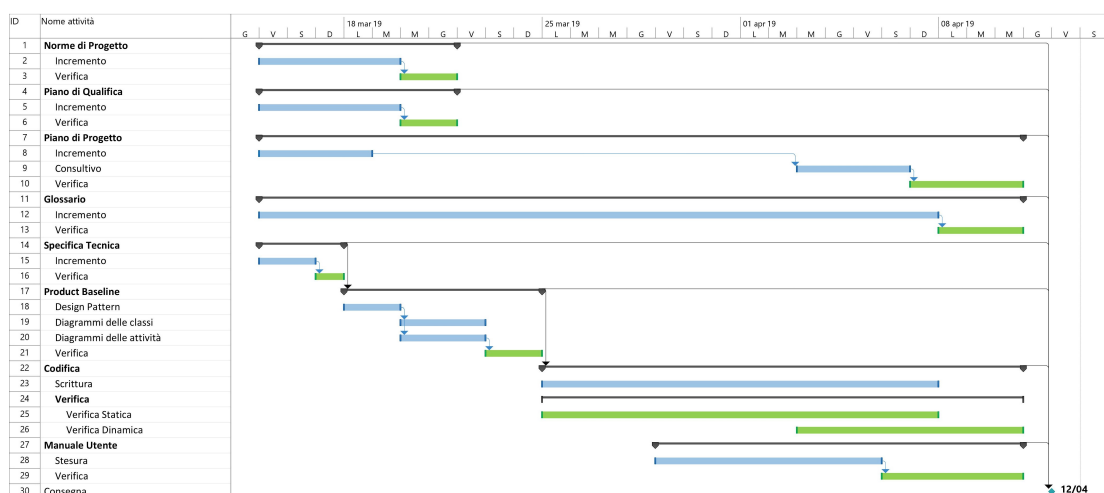 ID Nome attività 18 mar 19 25 mar 19 01 apr 19 08 apr 19
G V S D L M M G V S D L M M G V S D L M M G V S D L M M G V S
1 Norme di Progetto
2 Incremento
3 Verifica
4 Piano di Qualifica
5 Incremento
6 Verifica
7 Piano di Progetto
8 Incremento
9 Consultivo
10 Verifica
11 Glossario
12 Incremento
13 Verifica
14 Specifica Tecnica
15 Incremento
16 Verifica
17 Product Baseline
18 Design Pattern
19 Diagrammi delle classi
20 Diagrammi delle attività
21 Verifica
22 Codifica
23 Scrittura
24 Verifica
25 Verifica Statica
26 Verifica Dinamica
27 Manuale Utente
28 Stesura
29 Verifica
30 Consegna 12/04